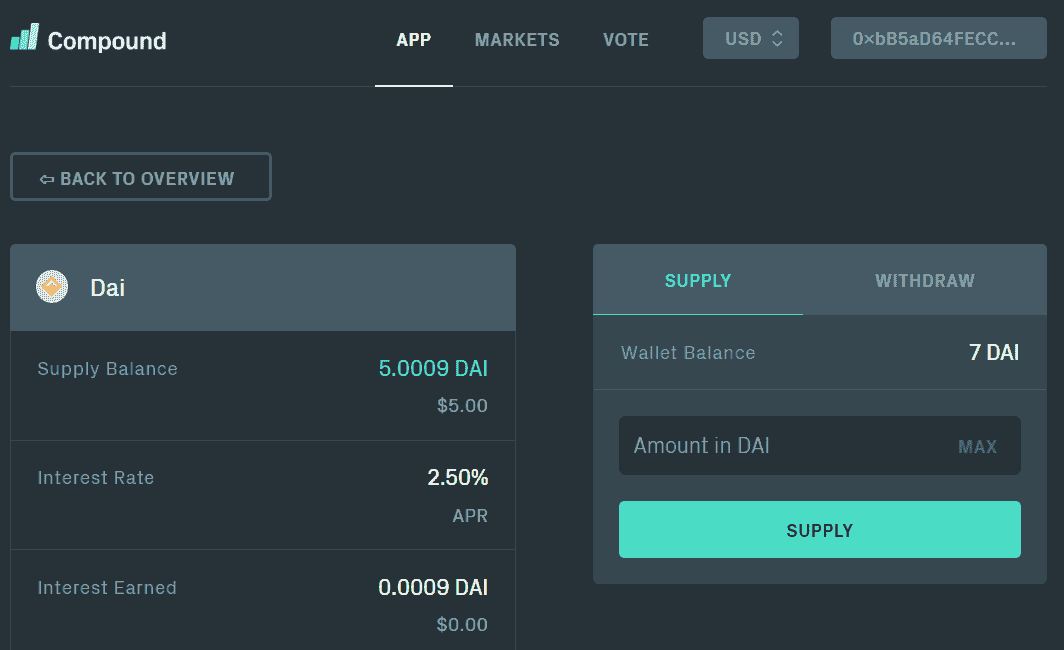 Compound
APP MARKETS VOTE USD 0xbB5aD64FECC...
⇦ BACK TO OVERVIEW
Dai
Supply Balance 5.0009 DAI
$5.00
Interest Rate 2.50%
APR
Interest Earned 0.0009 DAI
$0.00
SUPPLY WITHDRAW
Wallet Balance 7 DAI
Amount in DAI MAX
SUPPLY